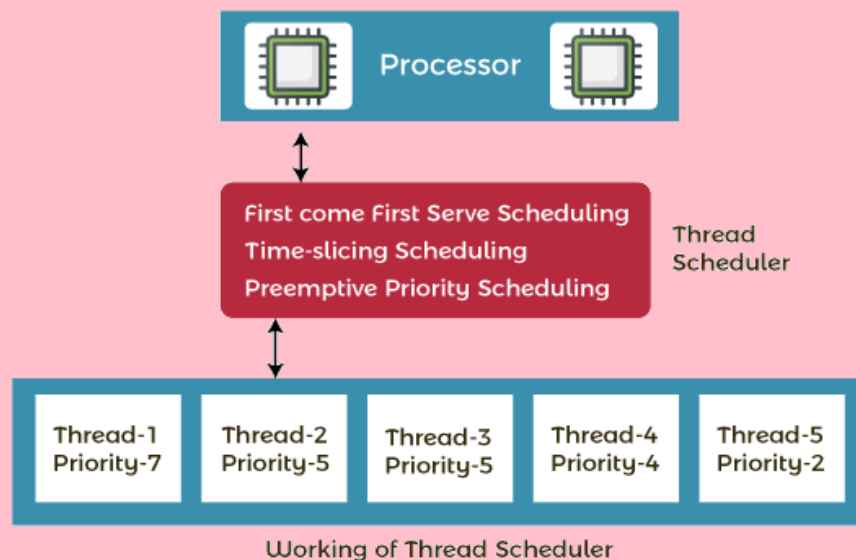 Processor
First come First Serve Scheduling
Time-slicing Scheduling
Preemptive Priority Scheduling
Thread
Scheduler
Thread-1
Priority-7
Thread-2
Priority-5
Thread-3
Priority-5
Thread-4
Priority-4
Thread-5
Priority-2
Working of Thread Scheduler